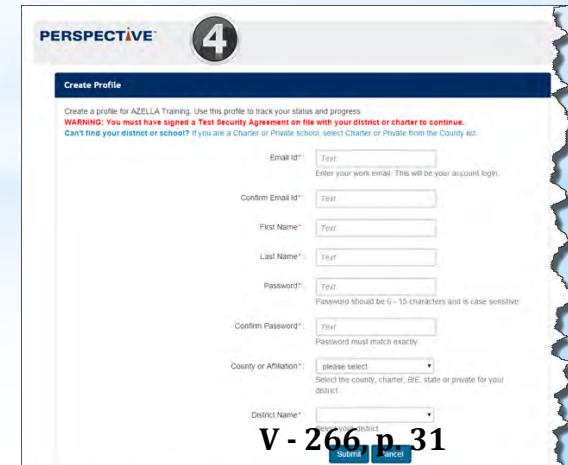 PERSPECTIVE
4
Create Profile
Create a profile for AZELLA Training. Use this profile to track your status and progress
WARNING: You must have signed a Test Security Agreement on file with your district or charter to continue.
Can't find your district or school? If you are a Charter or Private school, select Charter or Private from the County list.
Email Id*: Text
Enter your work email. This will be your account login.
Confirm Email Id*: Text
First Name*: Text
Last Name*: Text
Password*: Text
Password should be 6 - 15 characters and is case sensitive
Confirm Password*: Text
Password must match exactly
County or Affiliation*: please select
Select the county, charter, BIE, state or private for your
district.
District Name*:
Select your district
V - 266, p. 31
Submit Cancel